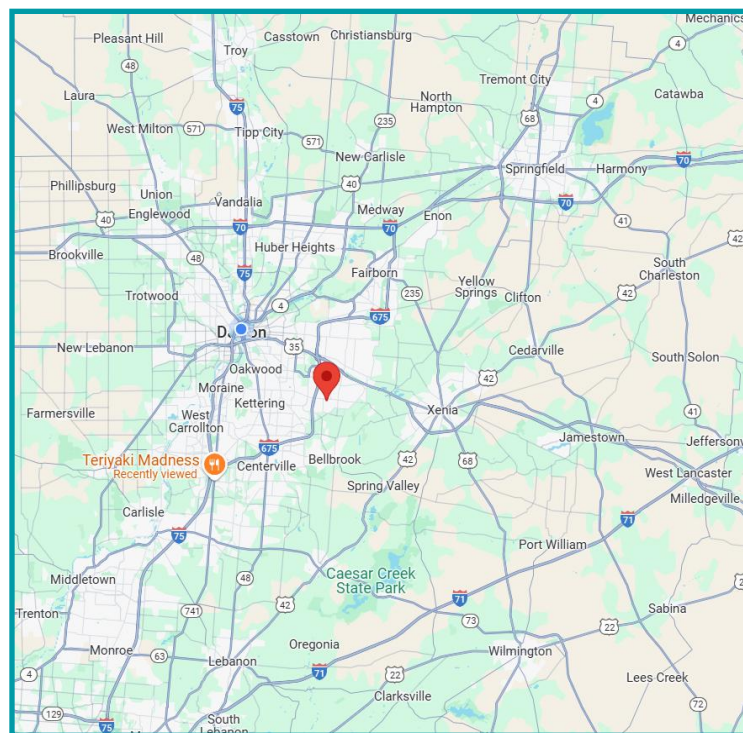 Mechanics
Pleasant Hill
Casstown
Christiansburg
4
Troy
48
Tremont City
Laura
75
North
Hampton
68
4
Catawba
235
West Milton
571
Tipp City
571
New Carlisle
70
Springfield
Harmony
Phillipsburg
Union
40
Vandalia
Medway
70
40
Englewood
70
Enon
41
Huber Heights
70
South
Charleston
42
Brookville
48
75
Fairborn
Yellow
Springs
Trotwood
4
235
Clifton
42
675
New Lebanon
35
Cedarville
South Solon
Oakwood
Moraine
42
Farmersville
West
Carrollton
Kettering
Xenia
41
Jamestown
Jeffersony
675
Teriyaki Madness
Recently viewed
Centerville
Bellbrook
42
68
West Lancaster
Spring Valley
Milledgeville
Carlisle
71
75
Port William
Middletown
48
Caesar Creek
State Park
71
Trenton
741
42
Sabina
73
22
Monroe
63
Oregonia
Wilmington
4
Lebanon
71
22
Lees Creek
Clarksville
72
129
75
South
Lebanon